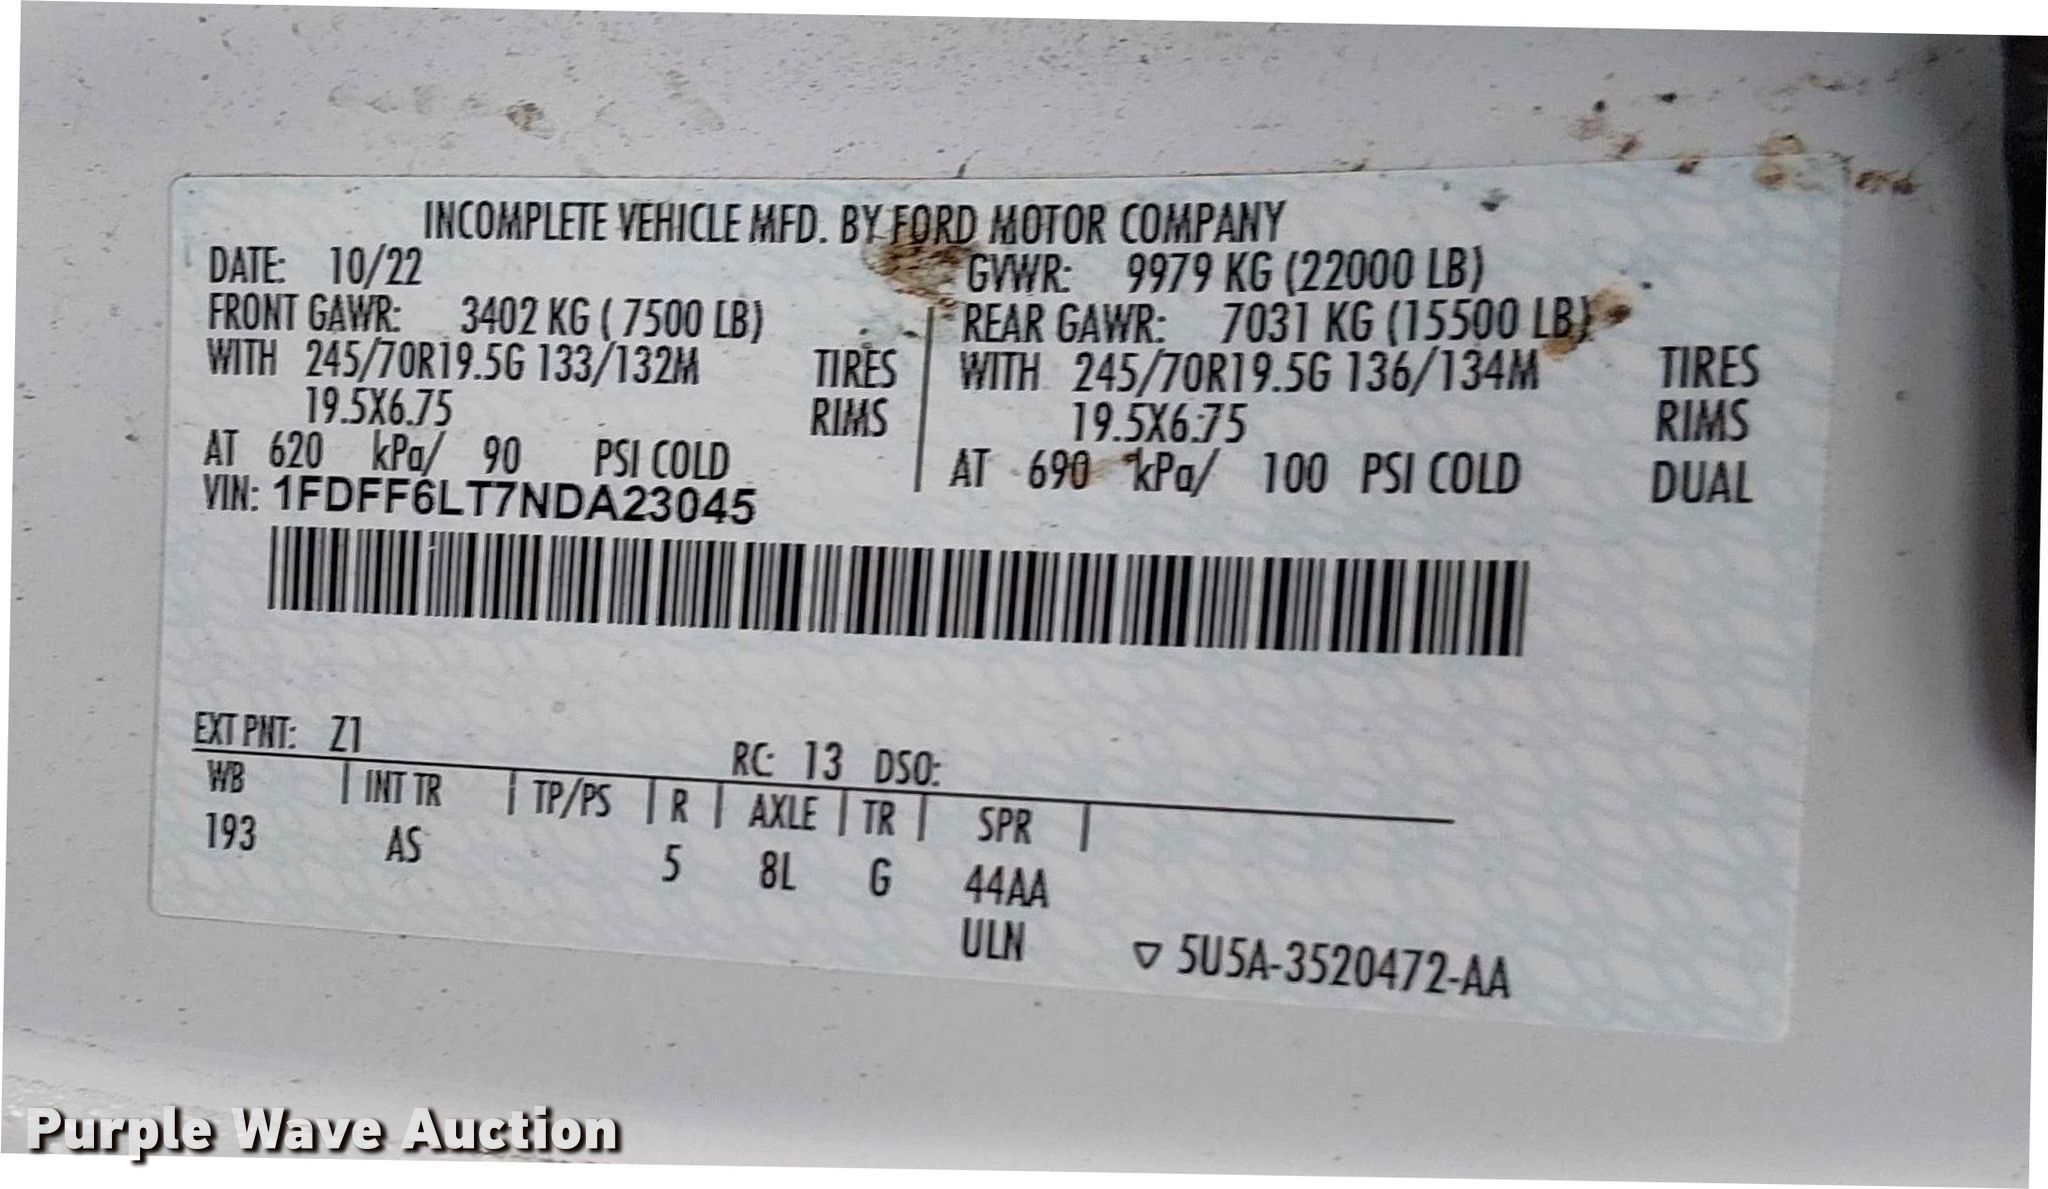 INCOMPLETE VEHICLE MFD. BY FORD MOTOR COMPANY
DATE: 10/22 GVWR: 9979 KG (22000 LB)
FRONT GAWR: 3402 KG ( 7500 LB) REAR GAWR: 7031 KG (15500 LB)
WITH 245/70R19.5G 133/132M TIRES WITH 245/70R19.5G 136/134M TIRES
19.5X6.75 RIMS 19.5X6.75 RIMS
AT 620 kPa/ 90 PSI COLD AT 690 kPa/ 100 PSI COLD DUAL
VIN: 1FDFF6LT7NDA23045
EXT PNT: Z1 RC: 13 DSO:
WB | INT TR | TP/PS | R | AXLE | TR | SPR |
193 AS 5 8L G 44AA
ULN ▽ 5U5A-3520472-AA
Purple Wave Auction